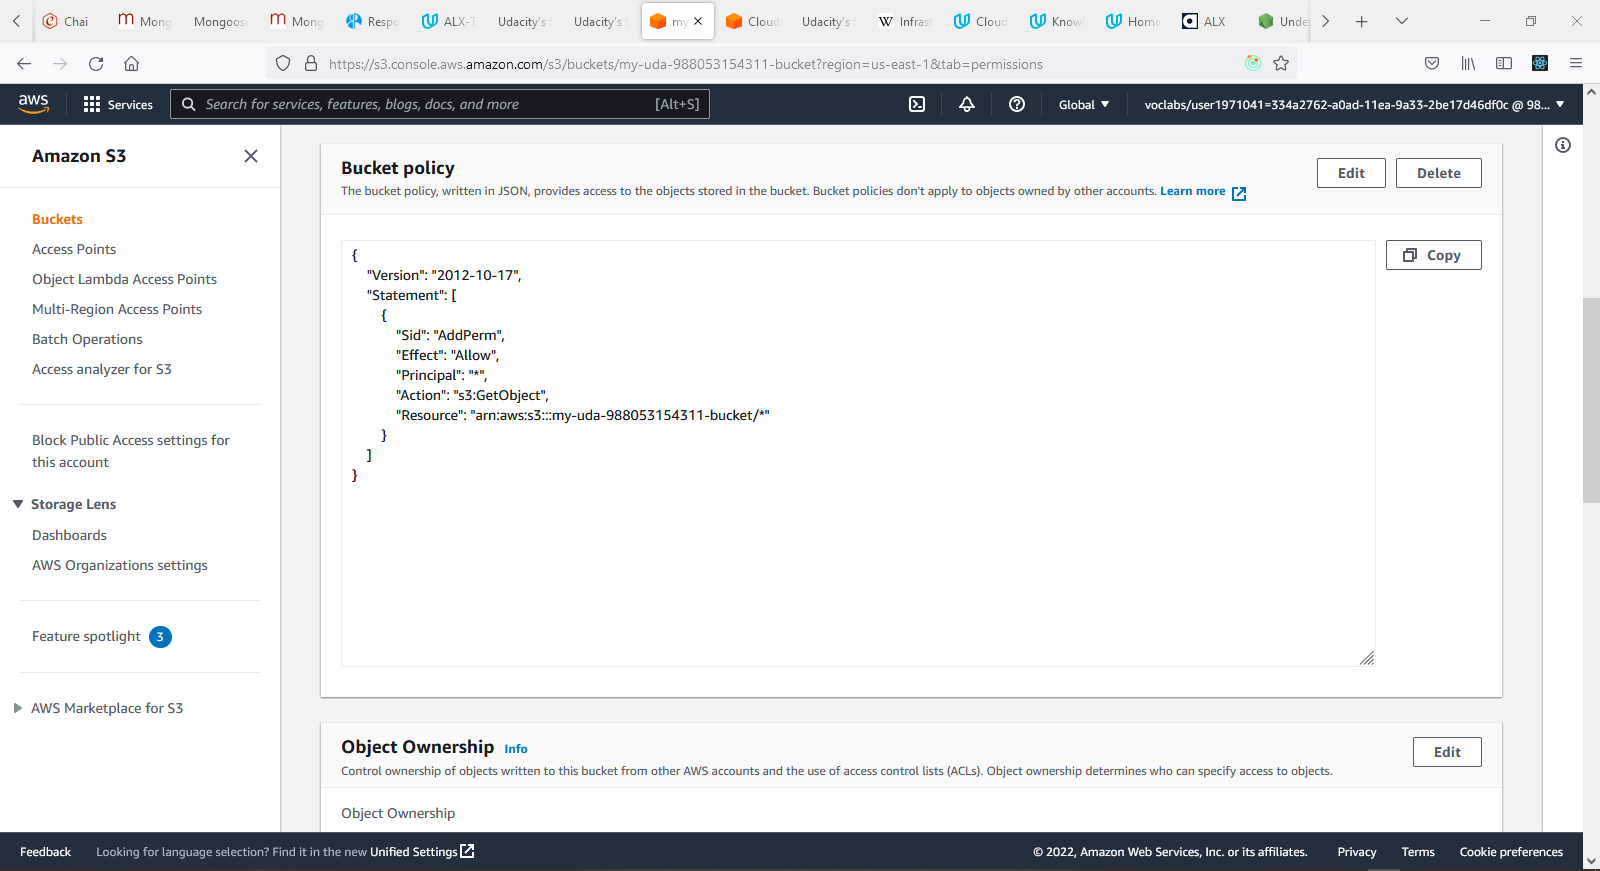 Chai
Mong
Mongoose
Mong
Respo
ALX-T
Udacity's S
Udacity's S
my
Cloud
Udacity's S
Infrast
Cloud
Know
Home
ALX
Unde
https://s3.console.aws.amazon.com/s3/buckets/my-uda-988053154311-bucket?region=us-east-1&tab=permissions
aws
Services
Search for services, features, blogs, docs, and more
[Alt+S]
Global
voclabs/user1971041=334a2762-a0ad-11ea-9a33-2be17d46df0c @ 98...
Amazon S3
Buckets
Access Points
Object Lambda Access Points
Multi-Region Access Points
Batch Operations
Access analyzer for S3
Block Public Access settings for
this account
Storage Lens
Dashboards
AWS Organizations settings
Feature spotlight 3
AWS Marketplace for S3
Bucket policy
The bucket policy, written in JSON, provides access to the objects stored in the bucket. Bucket policies don't apply to objects owned by other accounts. Learn more
Edit
Delete
Copy
{
"Version": "2012-10-17",
"Statement": [
{
"Sid": "AddPerm",
"Effect": "Allow",
"Principal": "*",
"Action": "s3:GetObject",
"Resource": "arn:aws:s3:::my-uda-988053154311-bucket/*"
}
]
}
Object Ownership Info
Edit
Control ownership of objects written to this bucket from other AWS accounts and the use of access control lists (ACLs). Object ownership determines who can specify access to objects.
Object Ownership
Feedback
Looking for language selection? Find it in the new Unified Settings
© 2022, Amazon Web Services, Inc. or its affiliates.
Privacy
Terms
Cookie preferences